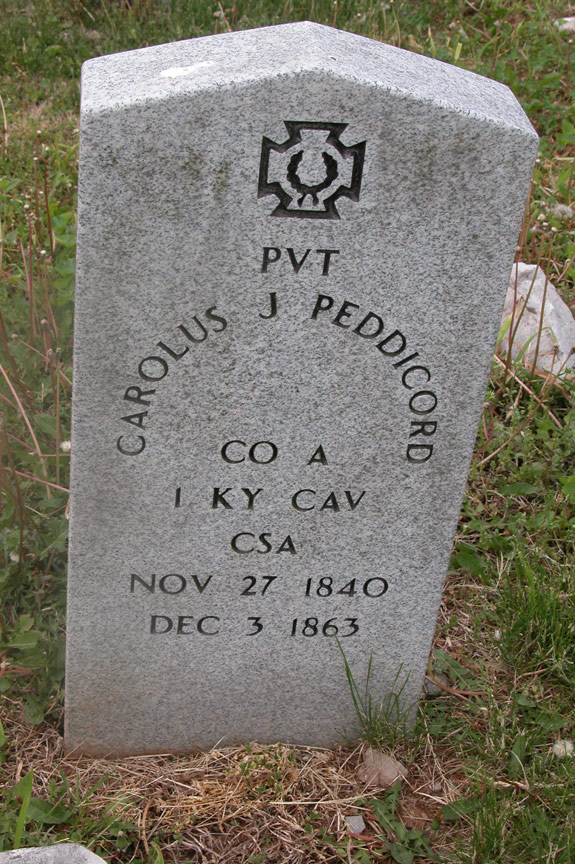 PVT
CAROLUS J PEDDICORD
CO A
1 KY CAV
CSA
NOV 27 1840
DEC 3 1863